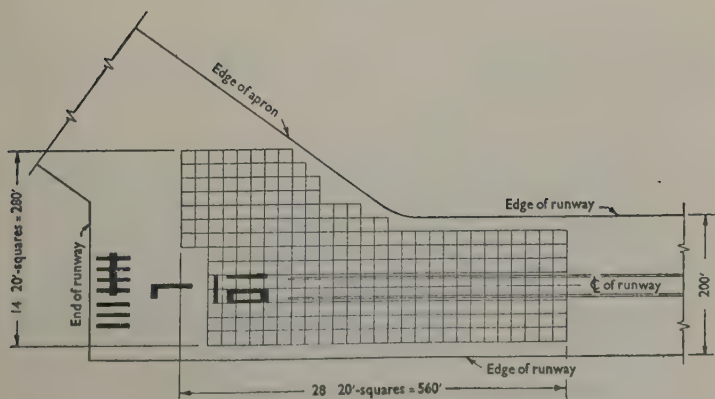 Edge of apron
Edge of runway
14 20'-squares = 280'
End of runway
℄ of runway
200'
Edge of runway
28 20'-squares = 560'